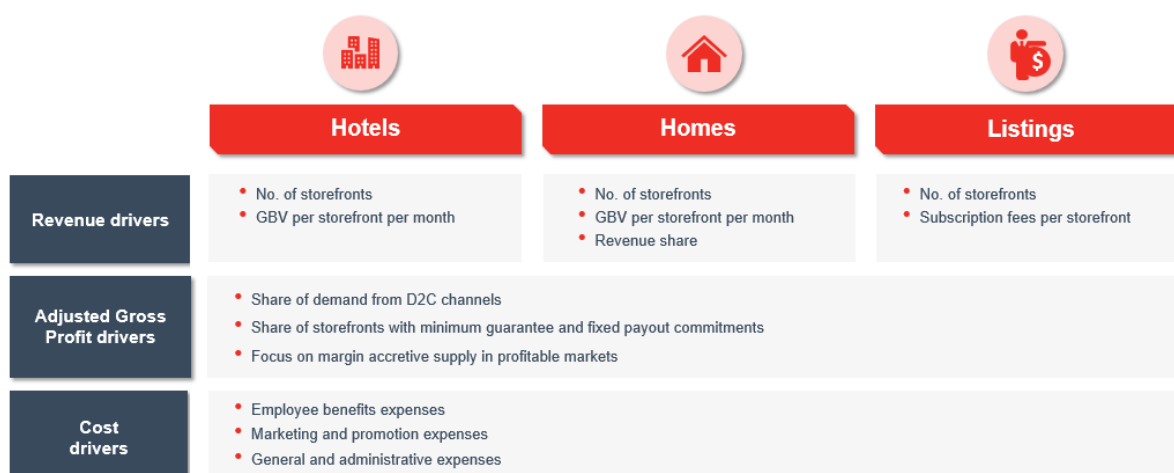 Hotels
Homes
Listings
Revenue drivers
• No. of storefronts
• GBV per storefront per month
• No. of storefronts
• GBV per storefront per month
• Revenue share
• No. of storefronts
• Subscription fees per storefront
Adjusted Gross
Profit drivers
• Share of demand from D2C channels
• Share of storefronts with minimum guarantee and fixed payout commitments
• Focus on margin accretive supply in profitable markets
Cost
drivers
• Employee benefits expenses
• Marketing and promotion expenses
• General and administrative expenses